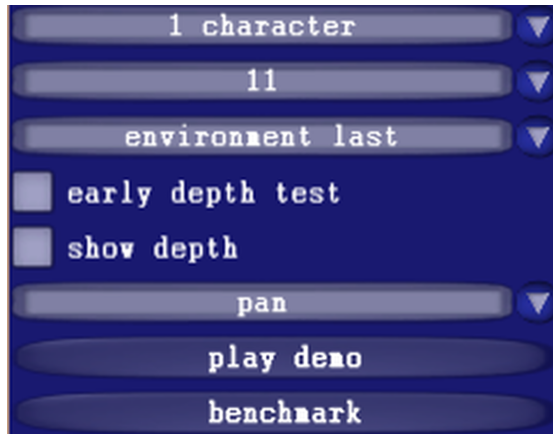 1 character
11
environment last
early depth test
show depth
pan
play demo
benchmark